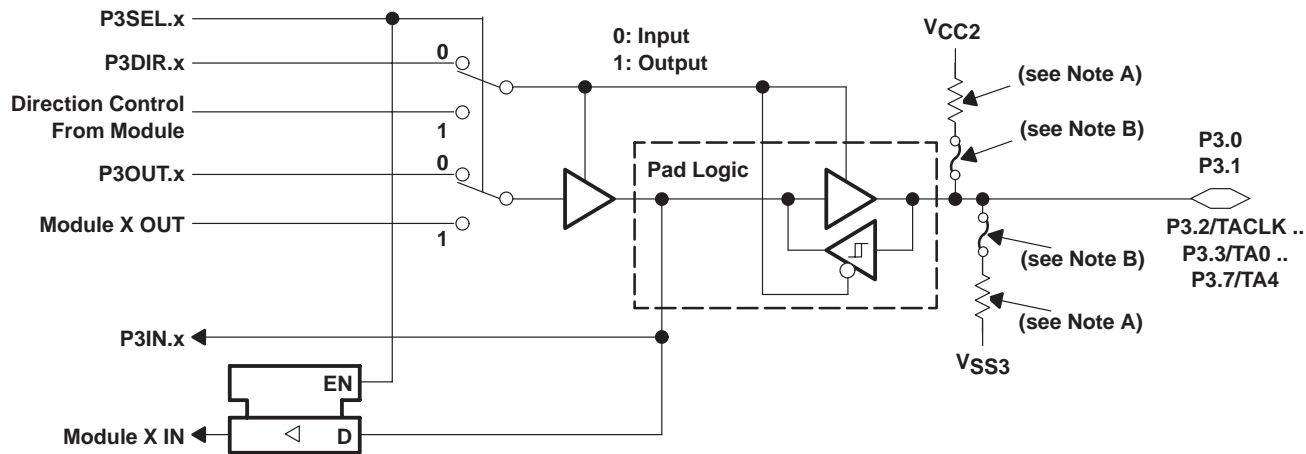 P3SEL.x
P3DIR.x
Direction Control
From Module
P3OUT.x
Module X OUT
P3IN.x
Module X IN
0
1
0
1
0: Input
1: Output
Pad Logic
EN
D
VCC2
(see Note A)
(see Note B)
(see Note B)
(see Note A)
VSS3
P3.0
P3.1
P3.2/TACLK ..
P3.3/TA0 ..
P3.7/TA4